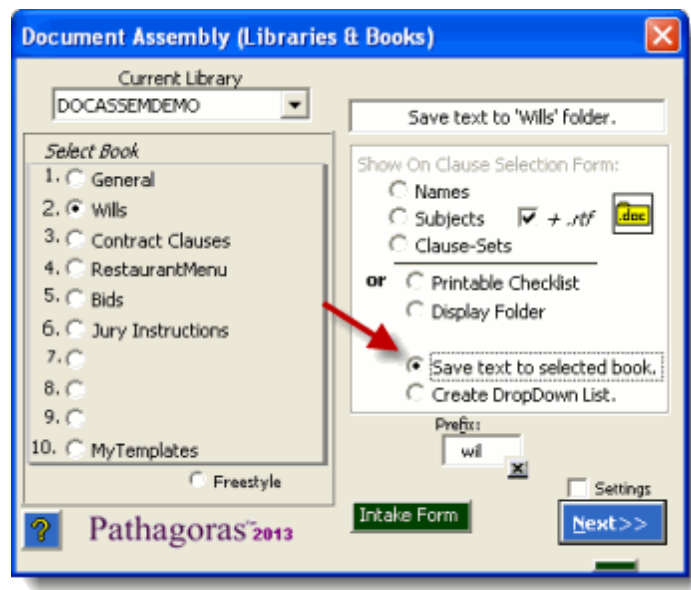 Document Assembly (Libraries & Books)
Current Library
DOCASSEMDEMO
Save text to 'Wills' folder.
Select Book
1. General
2. Wills
3. Contract Clauses
4. RestaurantMenu
5. Bids
6. Jury Instructions
7.
8.
9.
10. MyTemplates
Freestyle
Show On Clause Selection Form:
Names
Subjects + .rtf .doc
Clause-Sets
or Printable Checklist
Display Folder
Save text to selected book.
Create DropDown List.
Prefix:
wil
x
Settings
Intake Form
Next>>
? Pathagoras™2013